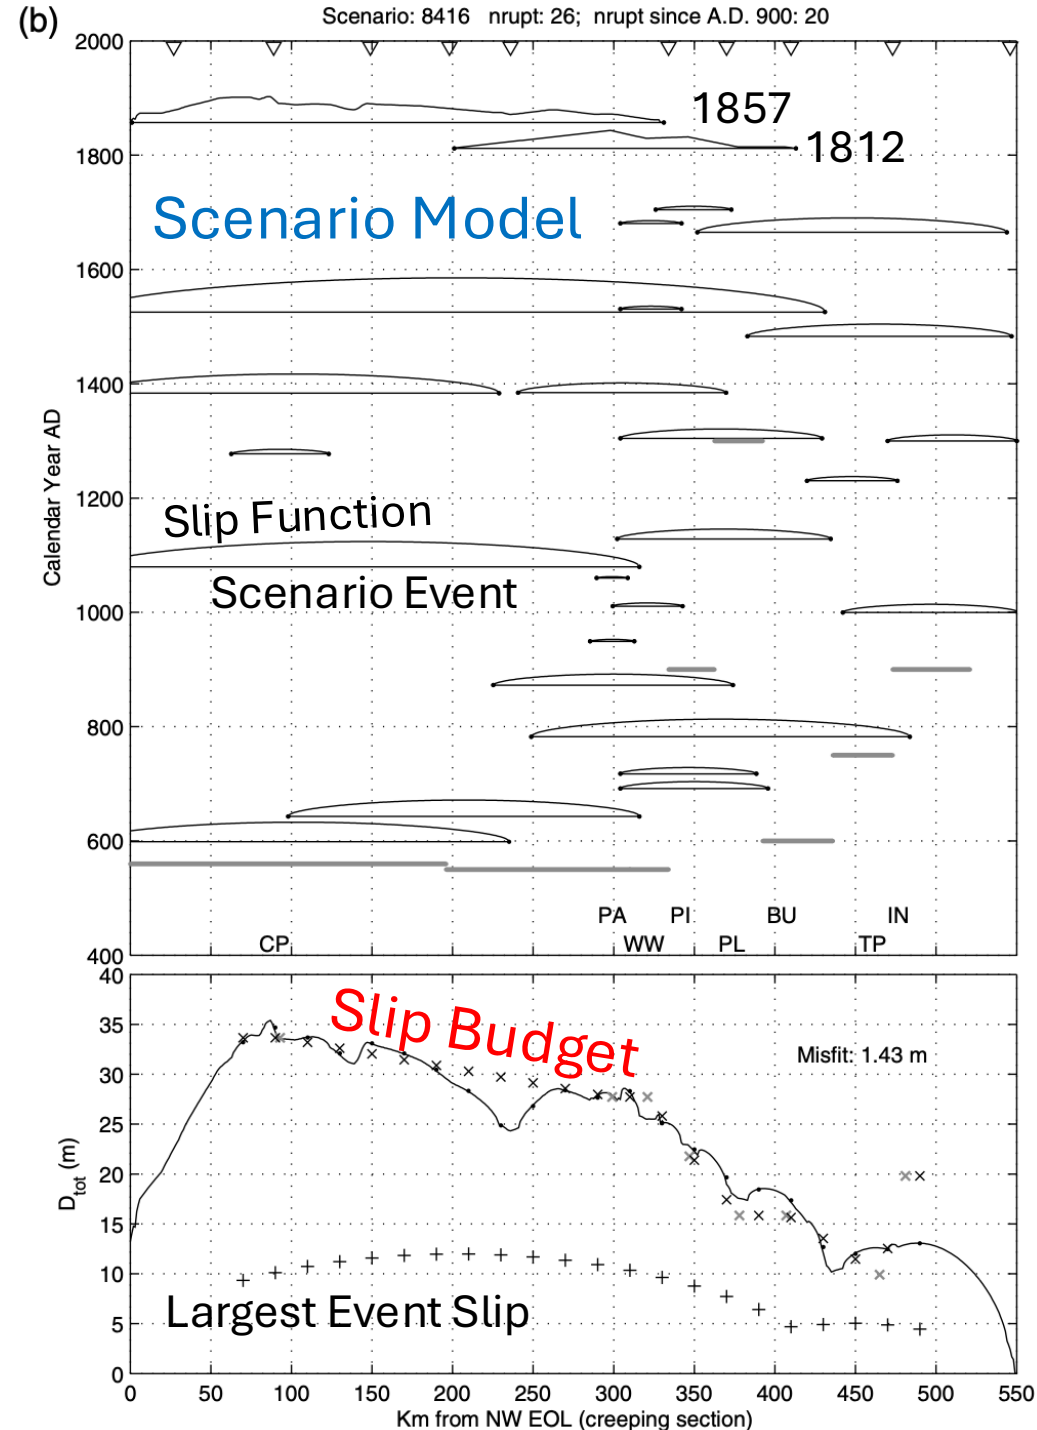 (b)
Scenario: 8416 nrupt: 26; nrupt since A.D. 900: 20
2000
1857
1812
1800
Scenario Model
1600
1400
Calendar Year AD
1200
Slip Function
Scenario Event
1000
800
600
PA PI BU IN
CP WW PL TP
400
40
Slip Budget
35
Misfit: 1.43 m
30
25
D_tot (m)
20
15
10
Largest Event Slip
5
0
0 50 100 150 200 250 300 350 400 450 500 550
Km from NW EOL (creeping section)